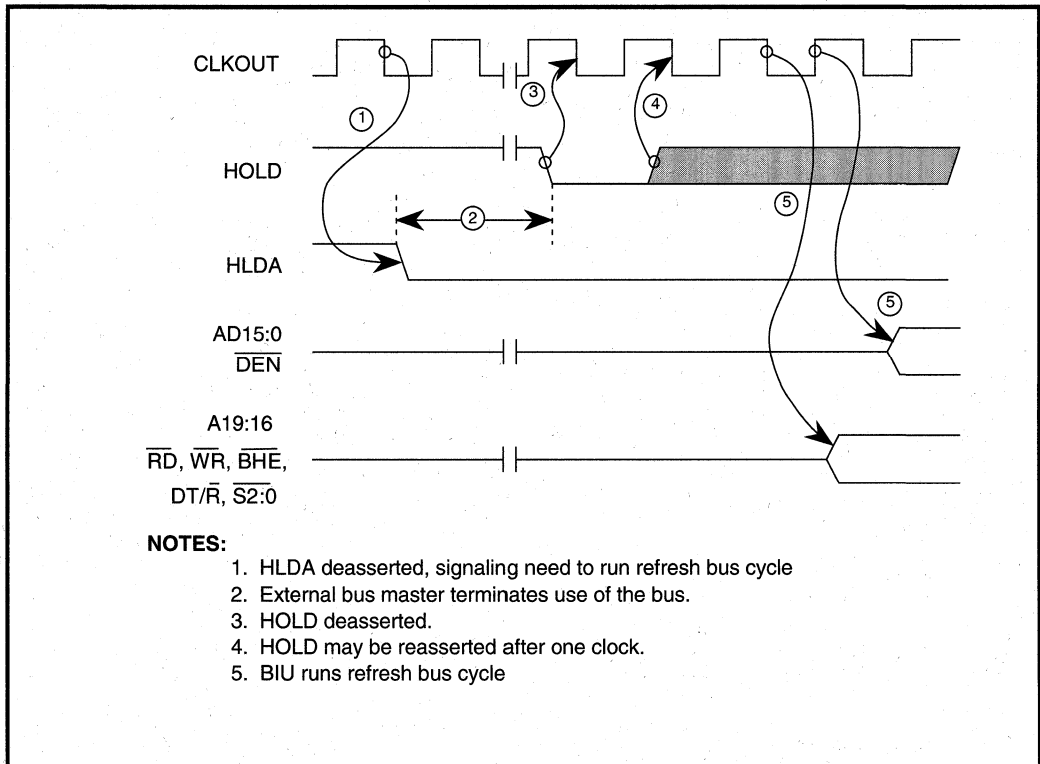 CLKOUT
3
4
1
HOLD
2
5
HLDA
5
AD15:0
DEN
A19:16
RD, WR, BHE,
DT/R, S2:0
NOTES:
1. HLDA deasserted, signaling need to run refresh bus cycle
2. External bus master terminates use of the bus.
3. HOLD deasserted.
4. HOLD may be reasserted after one clock.
5. BIU runs refresh bus cycle